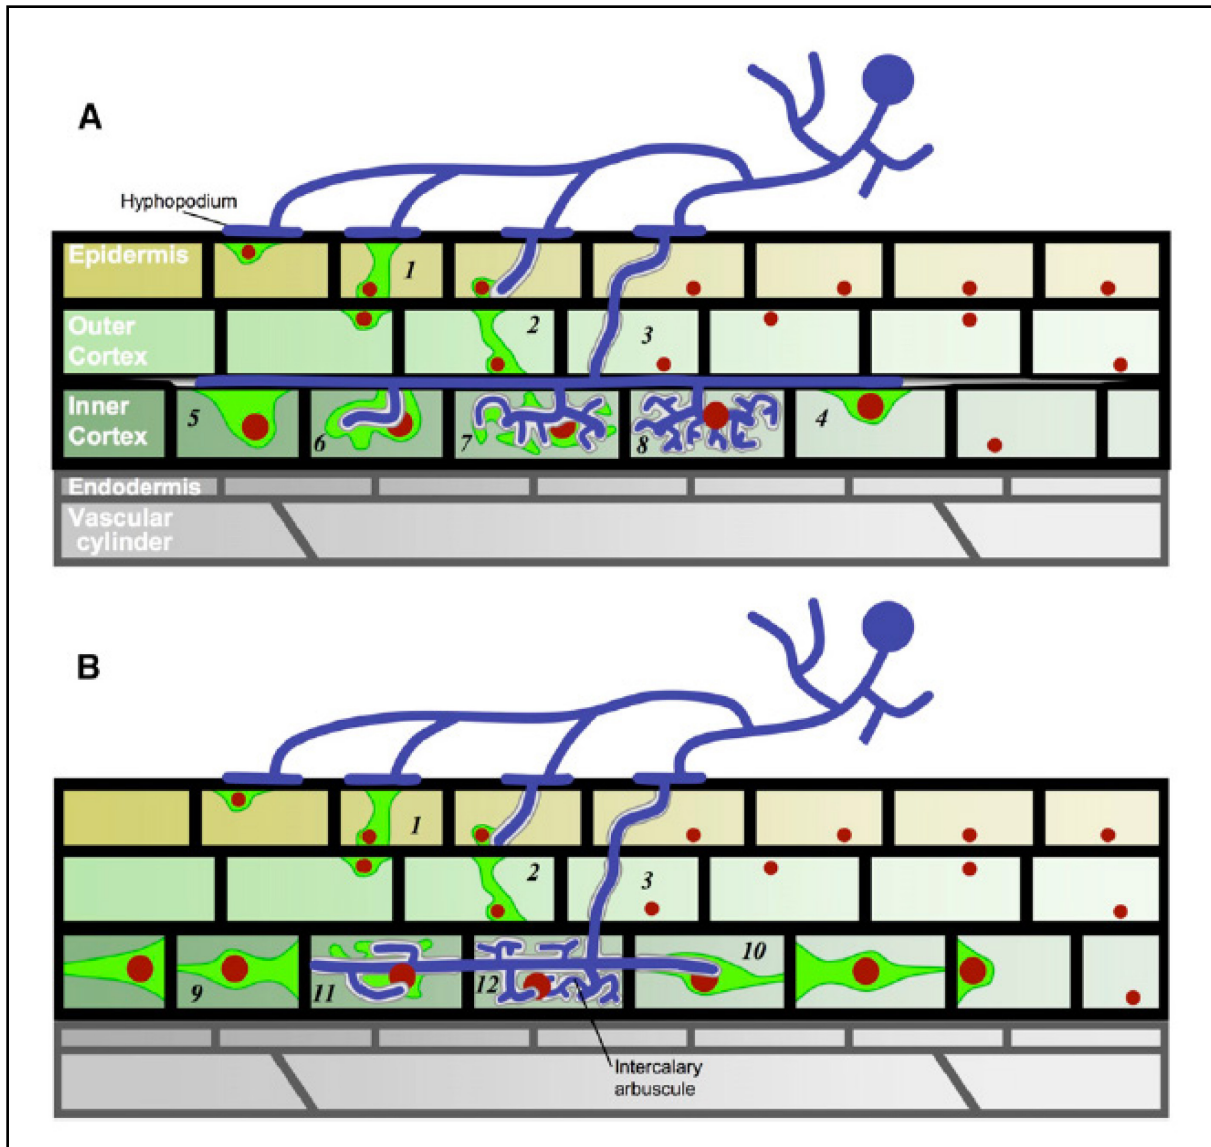 A
Hyphopodium
Epidermis
1
Outer
Cortex
2
3
Inner
Cortex
5
6
7
8
4
Endodermis
Vascular
cylinder
B
1
2
3
9
11
12
10
Intercalary
arbuscule